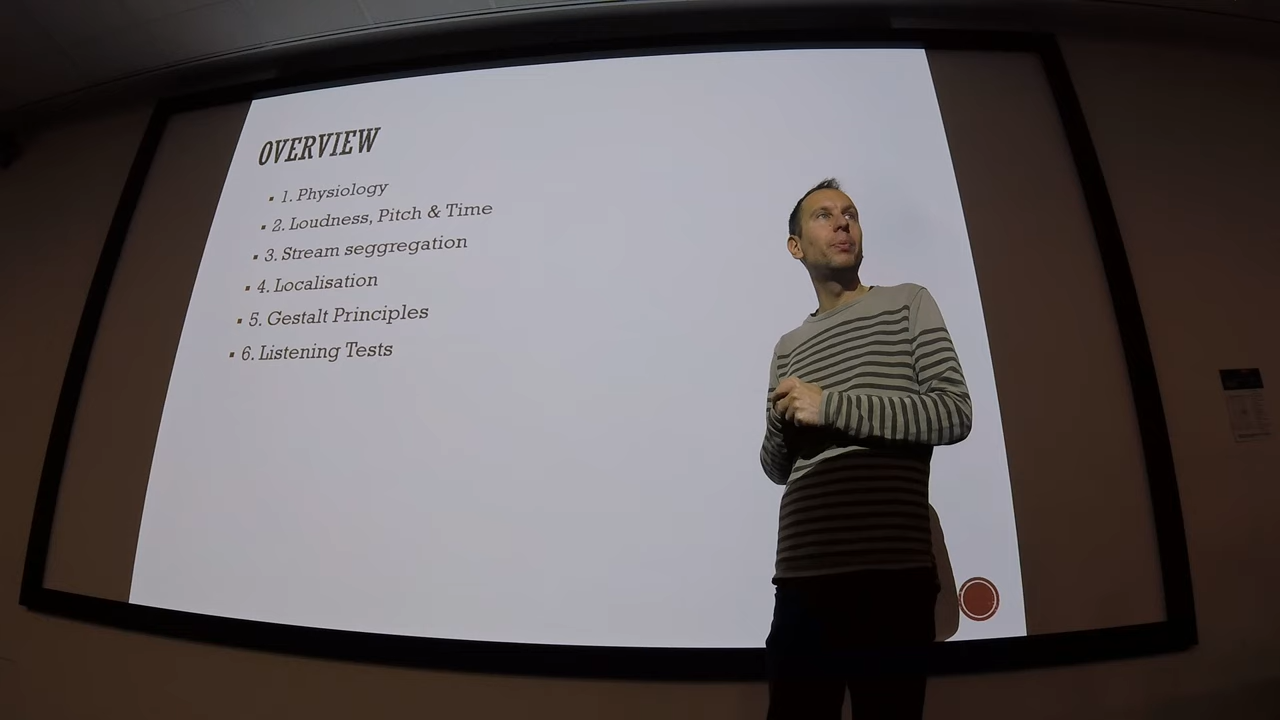 OVERVIEW
▪ 1. Physiology
▪ 2. Loudness, Pitch & Time
▪ 3. Stream seggregation
▪ 4. Localisation
▪ 5. Gestalt Principles
▪ 6. Listening Tests